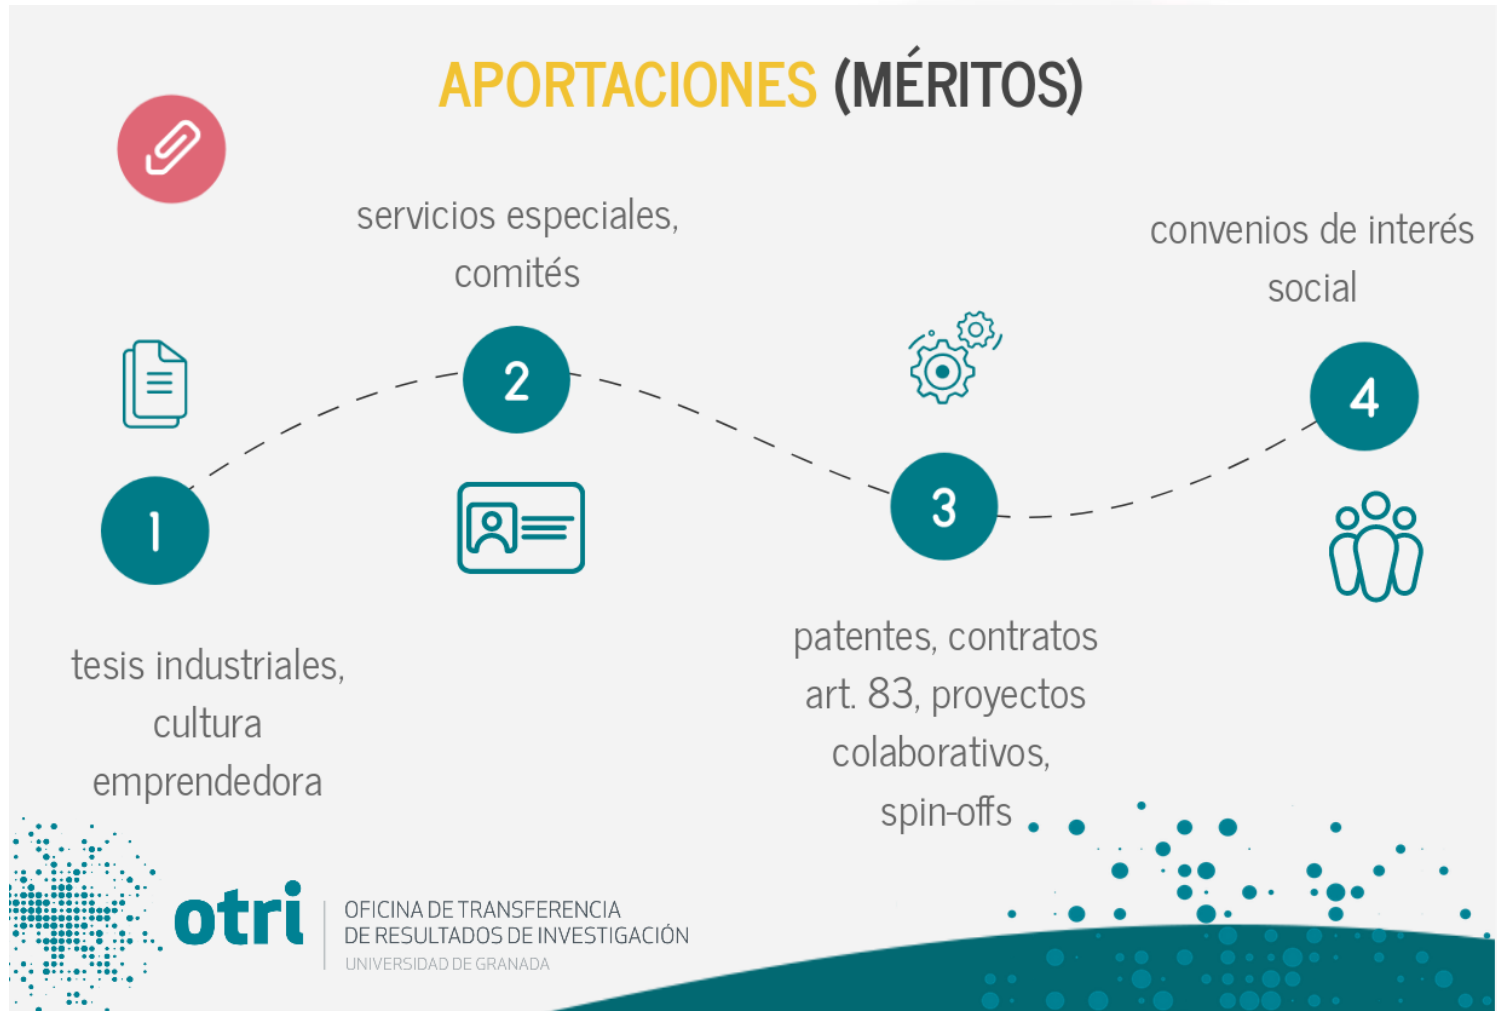 APORTACIONES (MÉRITOS)
1
tesis industriales,
cultura
emprendedora
servicios especiales,
comités
2
3
patentes, contratos
art. 83, proyectos
colaborativos,
spin-offs
convenios de interés
social
4
otri
OFICINA DE TRANSFERENCIA
DE RESULTADOS DE INVESTIGACIÓN
UNIVERSIDAD DE GRANADA